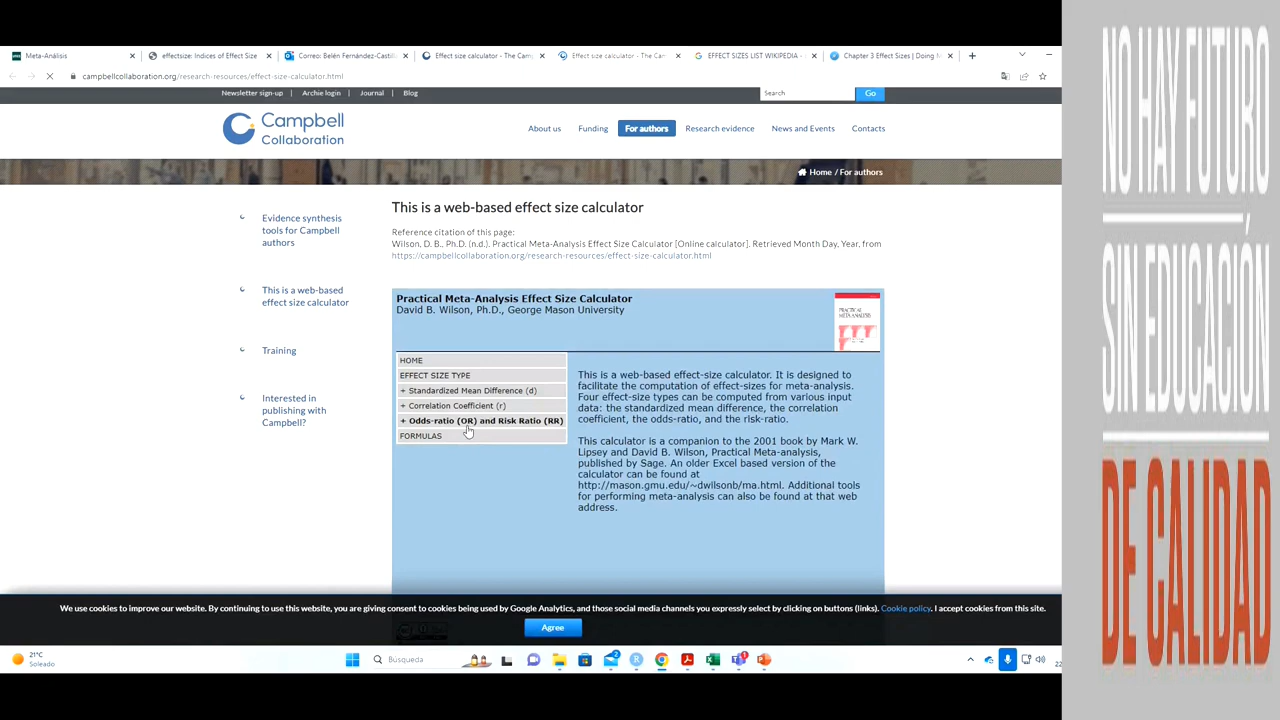 Meta-Análisis
effectsize: Indices of Effect Size
Correo: Belén Fernández-Castill
Effect size calculator - The Camp
Effect size calculator - The Cam
EFFECT SIZES LIST WIKIPEDIA -
Chapter 3 Effect Sizes | Doing M
campbellcollaboration.org/research-resources/effect-size-calculator.html
Newsletter sign-up | Archie login | Journal | Blog
Search
Go
Campbell
Collaboration
About us
Funding
For authors
Research evidence
News and Events
Contacts
Home / For authors
Evidence synthesis
tools for Campbell
authors
This is a web-based
effect size calculator
Training
Interested in
publishing with
Campbell?
This is a web-based effect size calculator
Reference citation of this page:
Wilson, D. B., Ph.D. (n.d.). Practical Meta-Analysis Effect Size Calculator [Online calculator]. Retrieved Month Day, Year, from
https://campbellcollaboration.org/research-resources/effect-size-calculator.html
Practical Meta-Analysis Effect Size Calculator
David B. Wilson, Ph.D., George Mason University
PRACTICAL
META-ANALYSIS
HOME
EFFECT SIZE TYPE
+ Standardized Mean Difference (d)
+ Correlation Coefficient (r)
+ Odds-ratio (OR) and Risk Ratio (RR)
FORMULAS
This is a web-based effect-size calculator. It is designed to
facilitate the computation of effect-sizes for meta-analysis.
Four effect-size types can be computed from various input
data: the standardized mean difference, the correlation
coefficient, the odds-ratio, and the risk-ratio.
This calculator is a companion to the 2001 book by Mark W.
Lipsey and David B. Wilson, Practical Meta-analysis,
published by Sage. An older Excel based version of the
calculator can be found at
http://mason.gmu.edu/~dwilsonb/ma.html. Additional tools
for performing meta-analysis can also be found at that web
address.
We use cookies to improve our website. By continuing to use this website, you are giving consent to cookies being used by Google Analytics, and those social media channels you expressly select by clicking on buttons (links). Cookie policy. I accept cookies from this site.
Agree
21°C
Soleado
Búsqueda
2
1
22
NO HAY FUTURO
SIN EDUCACIÓN
DE CALIDAD